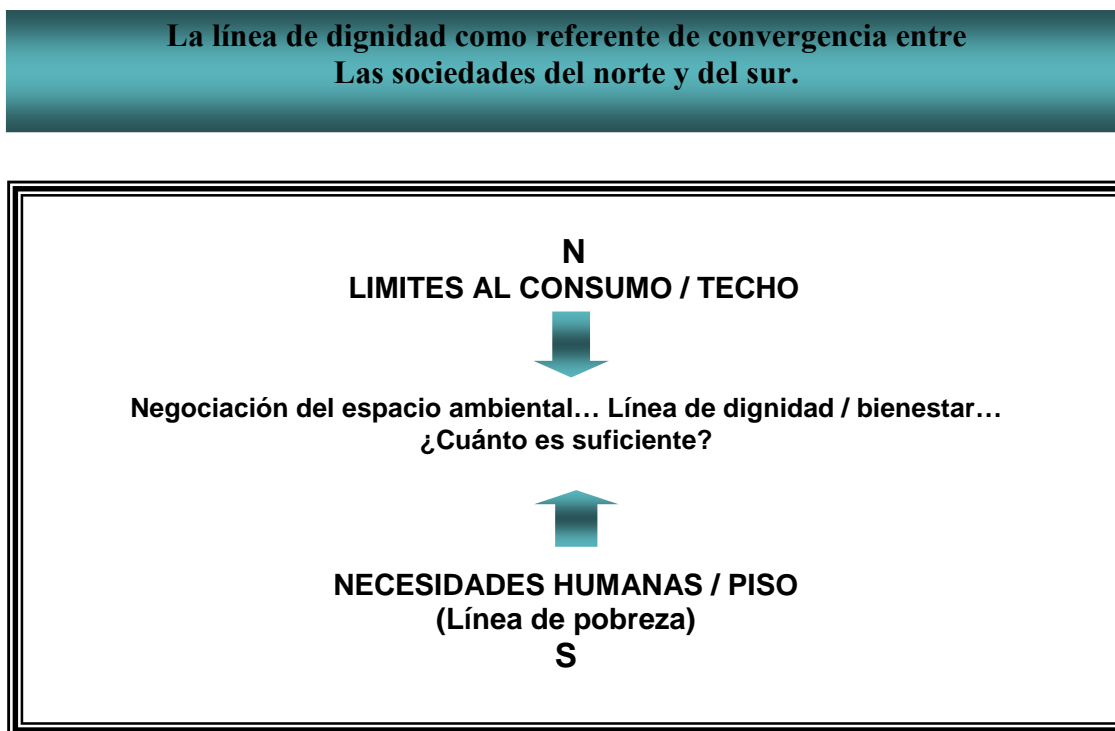 La línea de dignidad como referente de convergencia entre
Las sociedades del norte y del sur.
N
LIMITES AL CONSUMO / TECHO
Negociación del espacio ambiental… Línea de dignidad / bienestar…
¿Cuánto es suficiente?
NECESIDADES HUMANAS / PISO
(Línea de pobreza)
S